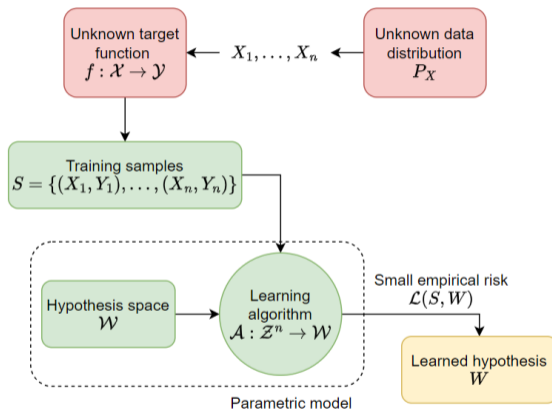 Unknown target
function
f : 𝒳 → 𝒴
X₁, . . . , Xₙ
Unknown data
distribution
P_X
Training samples
S = {(X₁, Y₁), . . . , (Xₙ, Yₙ)}
Hypothesis space
𝒲
Learning
algorithm
𝒜 : 𝒵ⁿ → 𝒲
Small empirical risk
ℒ(S, W)
Learned hypothesis
W
Parametric model